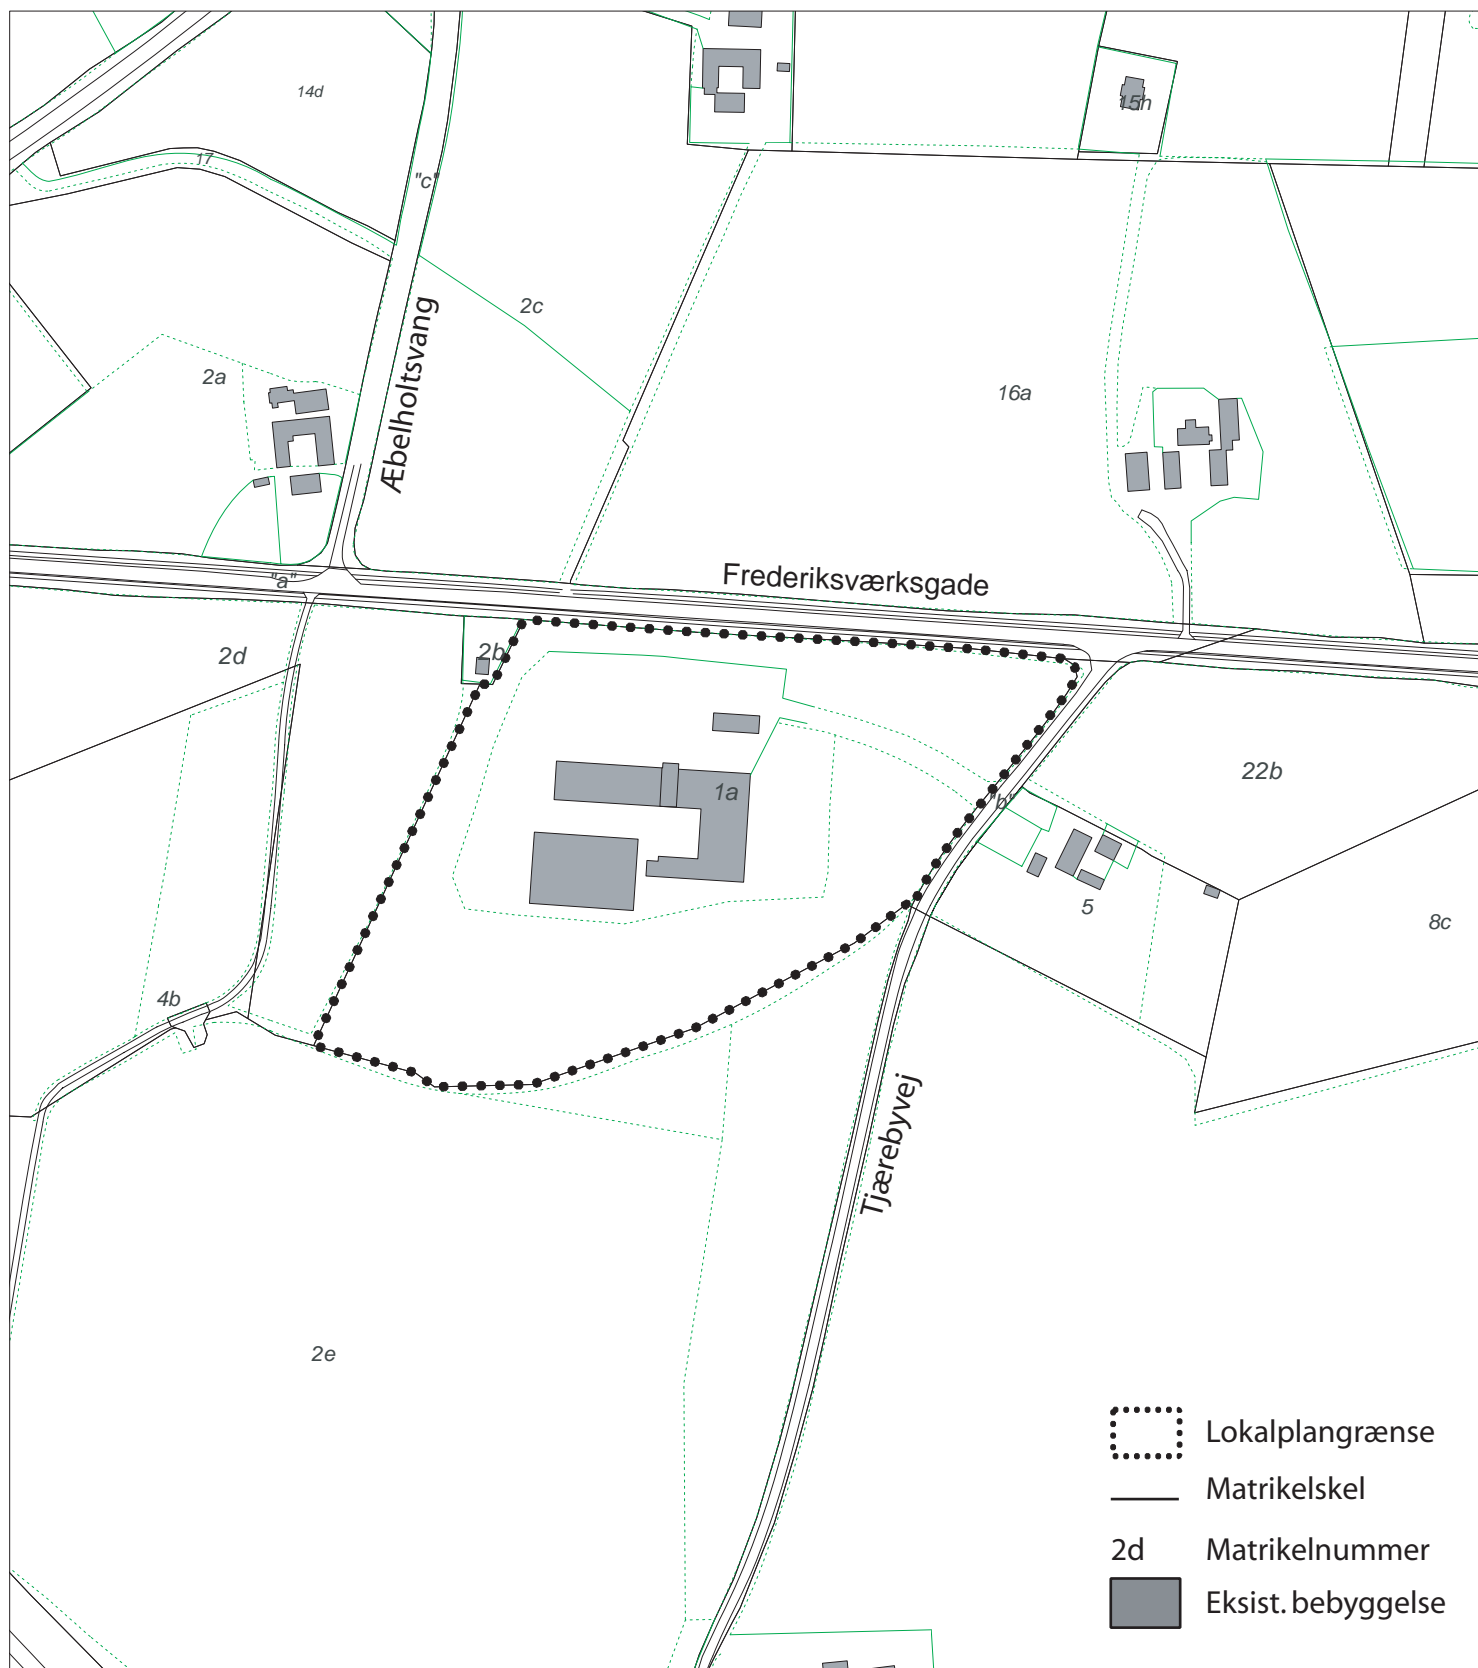 14d
15h
17
"c"
2c
Æbelholtsvang
2a
16a
"a"
Frederiksværksgade
2b
2d
22b
1a
"b"
5
8c
4b
Tjærebyvej
2e
Lokalplangrænse
Matrikelskel
2d Matrikelnummer
Eksist. bebyggelse